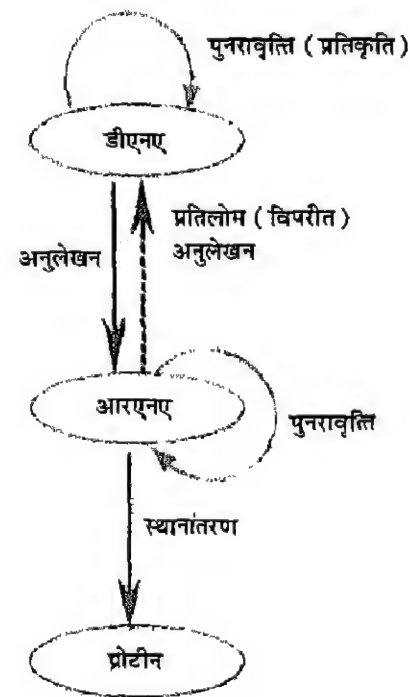 पुनरावृत्ति ( प्रतिकृति )
डीएनए
प्रतिलोम ( विपरीत )
अनुलेखन
अनुलेखन
आरएनए
पुनरावृत्ति
स्थानांतरण
प्रोटीन